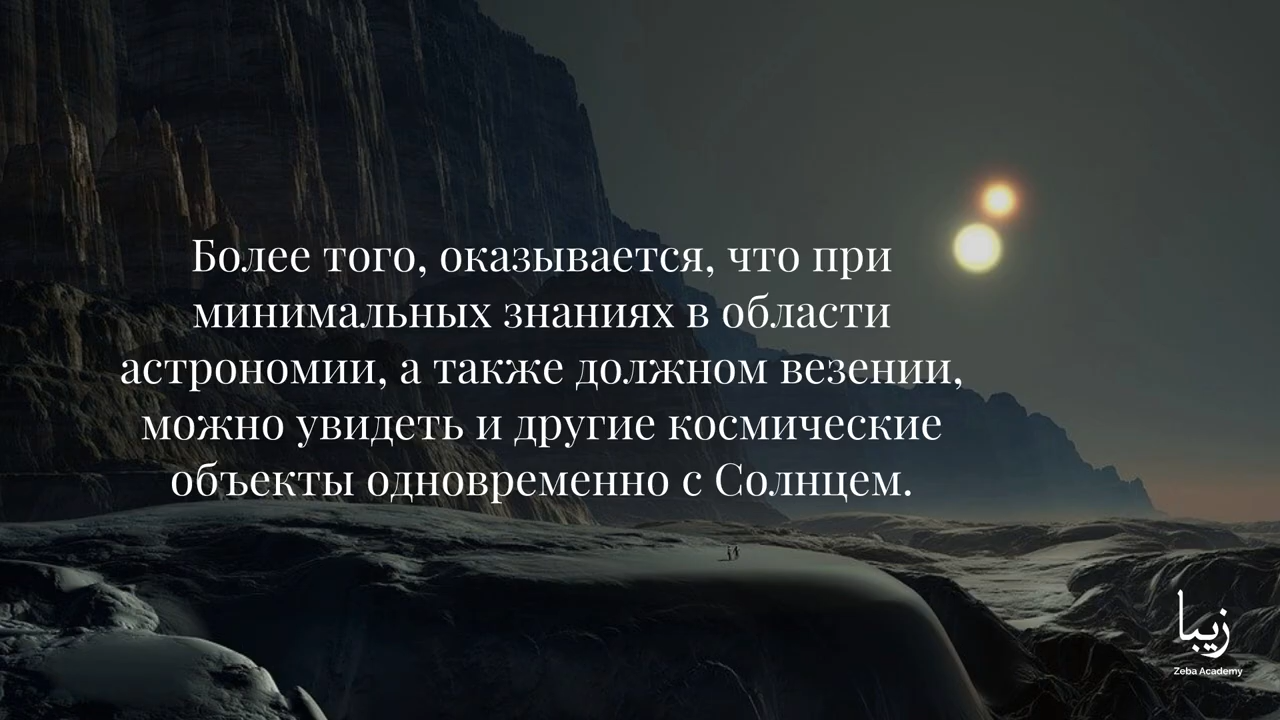 Более того, оказывается, что при
минимальных знаниях в области
астрономии, а также должном везении,
можно увидеть и другие космические
объекты одновременно с Солнцем.
زیبا
Zeba Academy